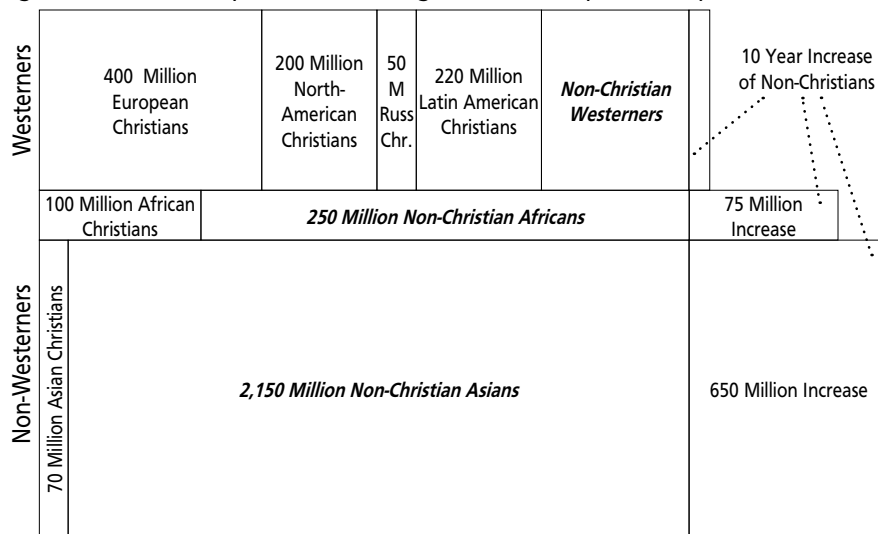 Westerners
400 Million
European
Christians
200 Million
North-
American
Christians
50
M
Russ
Chr.
220 Million
Latin American
Christians
Non-Christian
Westerners
10 Year Increase
of Non-Christians
100 Million African
Christians
250 Million Non-Christian Africans
75 Million
Increase
Non-Westerners
70 Million Asian Christians
2,150 Million Non-Christian Asians
650 Million Increase